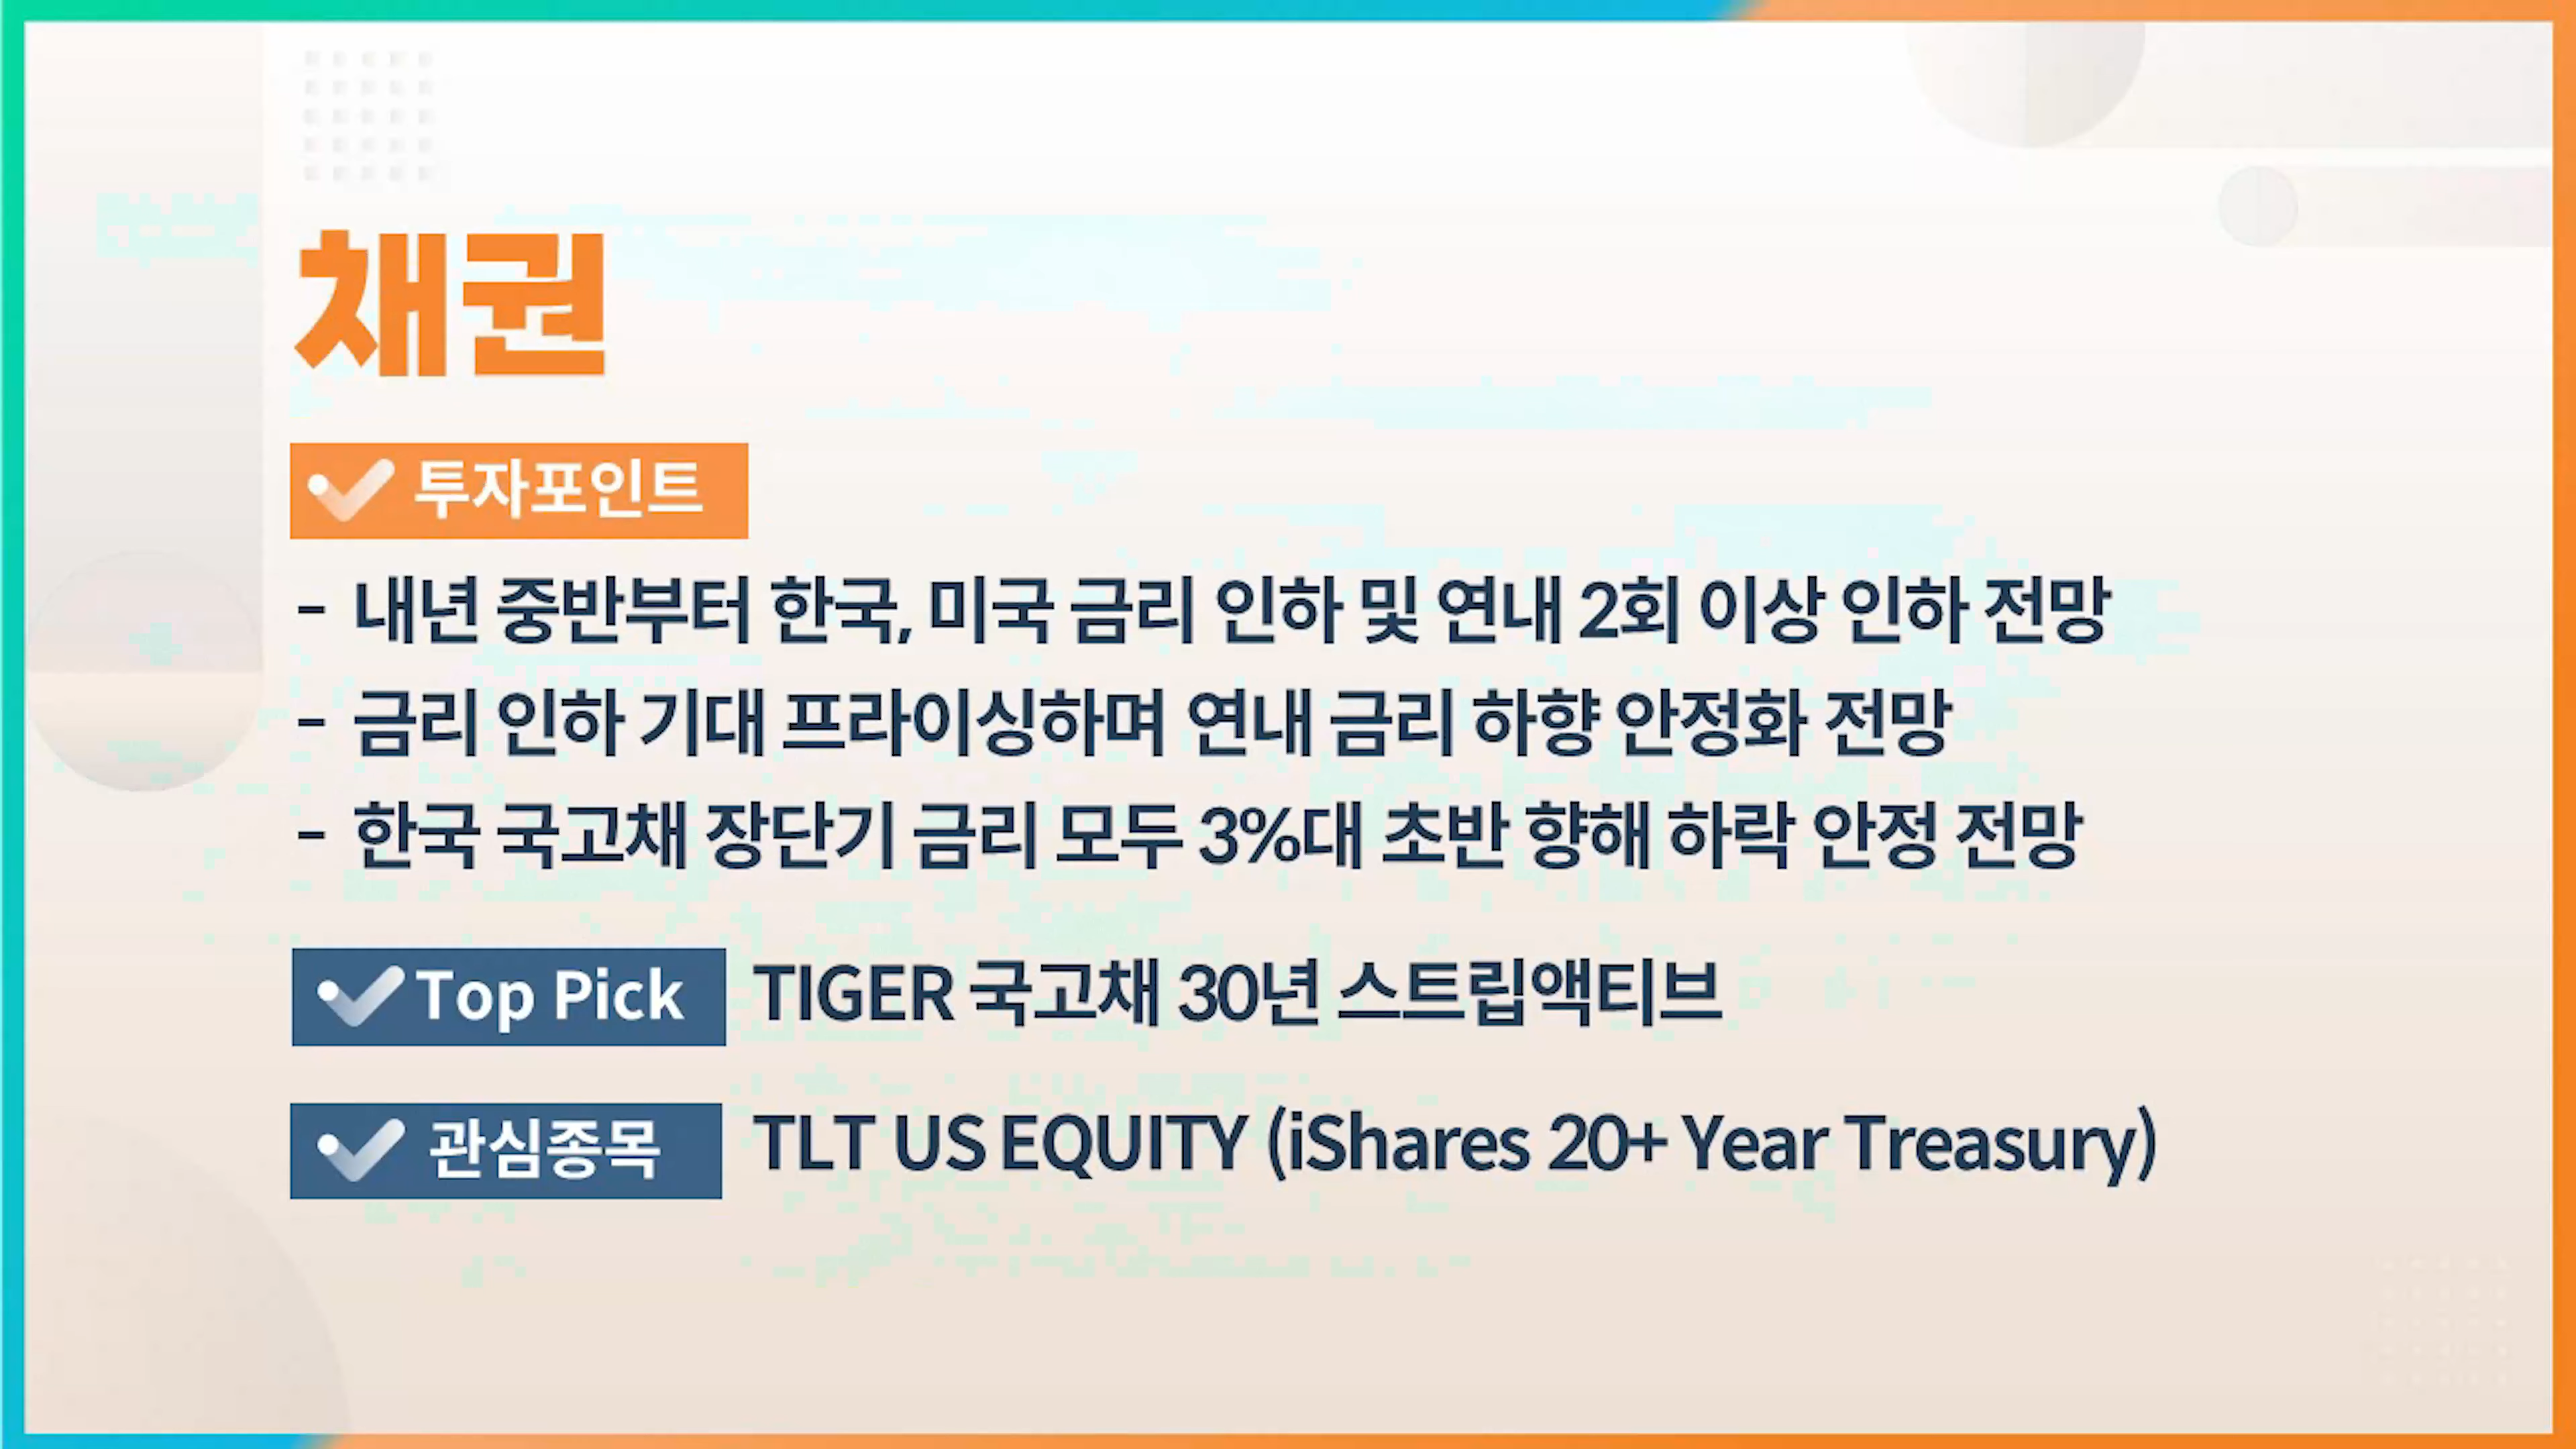 채권
투자포인트
- 내년 중반부터 한국, 미국 금리 인하 및 연내 2회 이상 인하 전망
- 금리 인하 기대 프라이싱하며 연내 금리 하향 안정화 전망
- 한국 국고채 장단기 금리 모두 3%대 초반 향해 하락 안정 전망
Top Pick TIGER 국고채 30년 스트립액티브
관심종목 TLT US EQUITY (iShares 20+ Year Treasury)